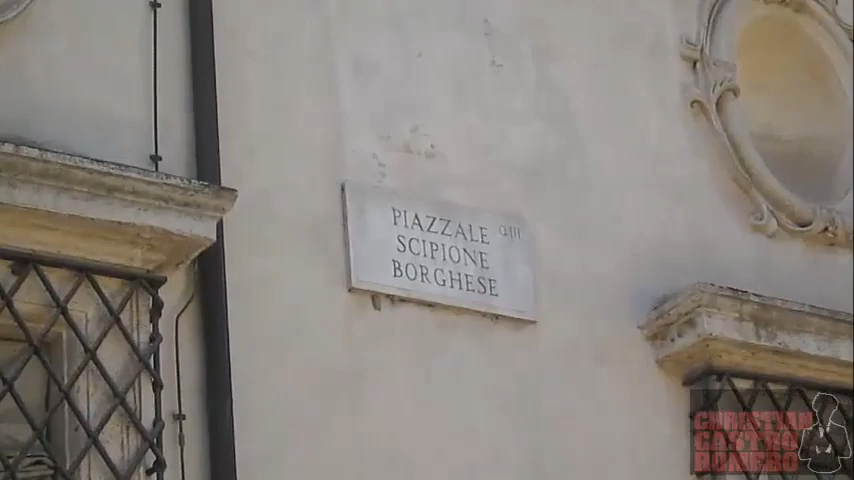 PIAZZALE Q.III
SCIPIONE
BORGHESE
CHRISTIAN
CASTRO
ROMERO